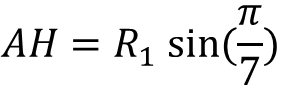 AH = R₁ sin(π/7)